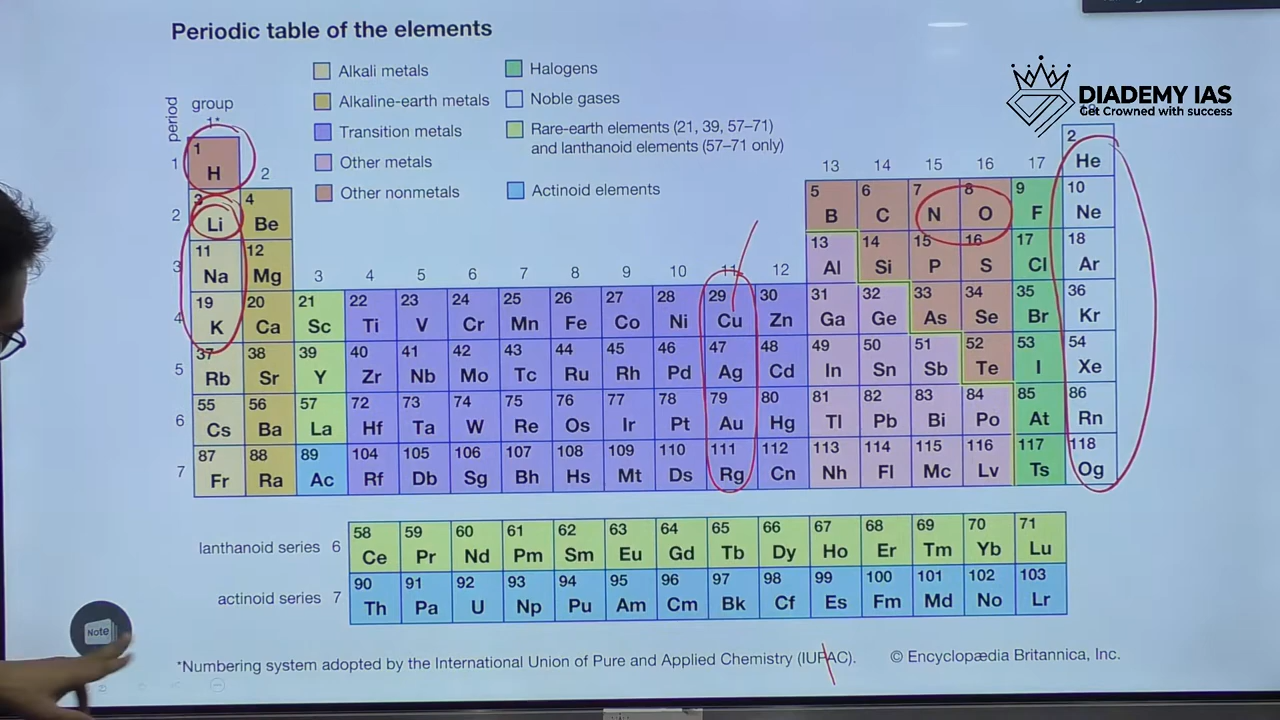 Periodic table of the elements
Alkali metals
Alkaline-earth metals
Transition metals
Other metals
Other nonmetals
Halogens
Noble gases
Rare-earth elements (21, 39, 57–71)
and lanthanoid elements (57–71 only)
Actinoid elements
DIADEMY IAS
Get Crowned with success
period
group
1*
2
3 4 5 6 7 8 9 10 11 12
13 14 15 16 17
1 1 H 2 He
2 3 Li 4 Be 5 B 6 C 7 N 8 O 9 F 10 Ne
3 11 Na 12 Mg 13 Al 14 Si 15 P 16 S 17 Cl 18 Ar
4 19 K 20 Ca 21 Sc 22 Ti 23 V 24 Cr 25 Mn 26 Fe 27 Co 28 Ni 29 Cu 30 Zn 31 Ga 32 Ge 33 As 34 Se 35 Br 36 Kr
5 37 Rb 38 Sr 39 Y 40 Zr 41 Nb 42 Mo 43 Tc 44 Ru 45 Rh 46 Pd 47 Ag 48 Cd 49 In 50 Sn 51 Sb 52 Te 53 I 54 Xe
6 55 Cs 56 Ba 57 La 72 Hf 73 Ta 74 W 75 Re 76 Os 77 Ir 78 Pt 79 Au 80 Hg 81 Tl 82 Pb 83 Bi 84 Po 85 At 86 Rn
7 87 Fr 88 Ra 89 Ac 104 Rf 105 Db 106 Sg 107 Bh 108 Hs 109 Mt 110 Ds 111 Rg 112 Cn 113 Nh 114 Fl 115 Mc 116 Lv 117 Ts 118 Og
lanthanoid series 6 58 Ce 59 Pr 60 Nd 61 Pm 62 Sm 63 Eu 64 Gd 65 Tb 66 Dy 67 Ho 68 Er 69 Tm 70 Yb 71 Lu
actinoid series 7 90 Th 91 Pa 92 U 93 Np 94 Pu 95 Am 96 Cm 97 Bk 98 Cf 99 Es 100 Fm 101 Md 102 No 103 Lr
Note
*Numbering system adopted by the International Union of Pure and Applied Chemistry (IUPAC).
© Encyclopædia Britannica, Inc.